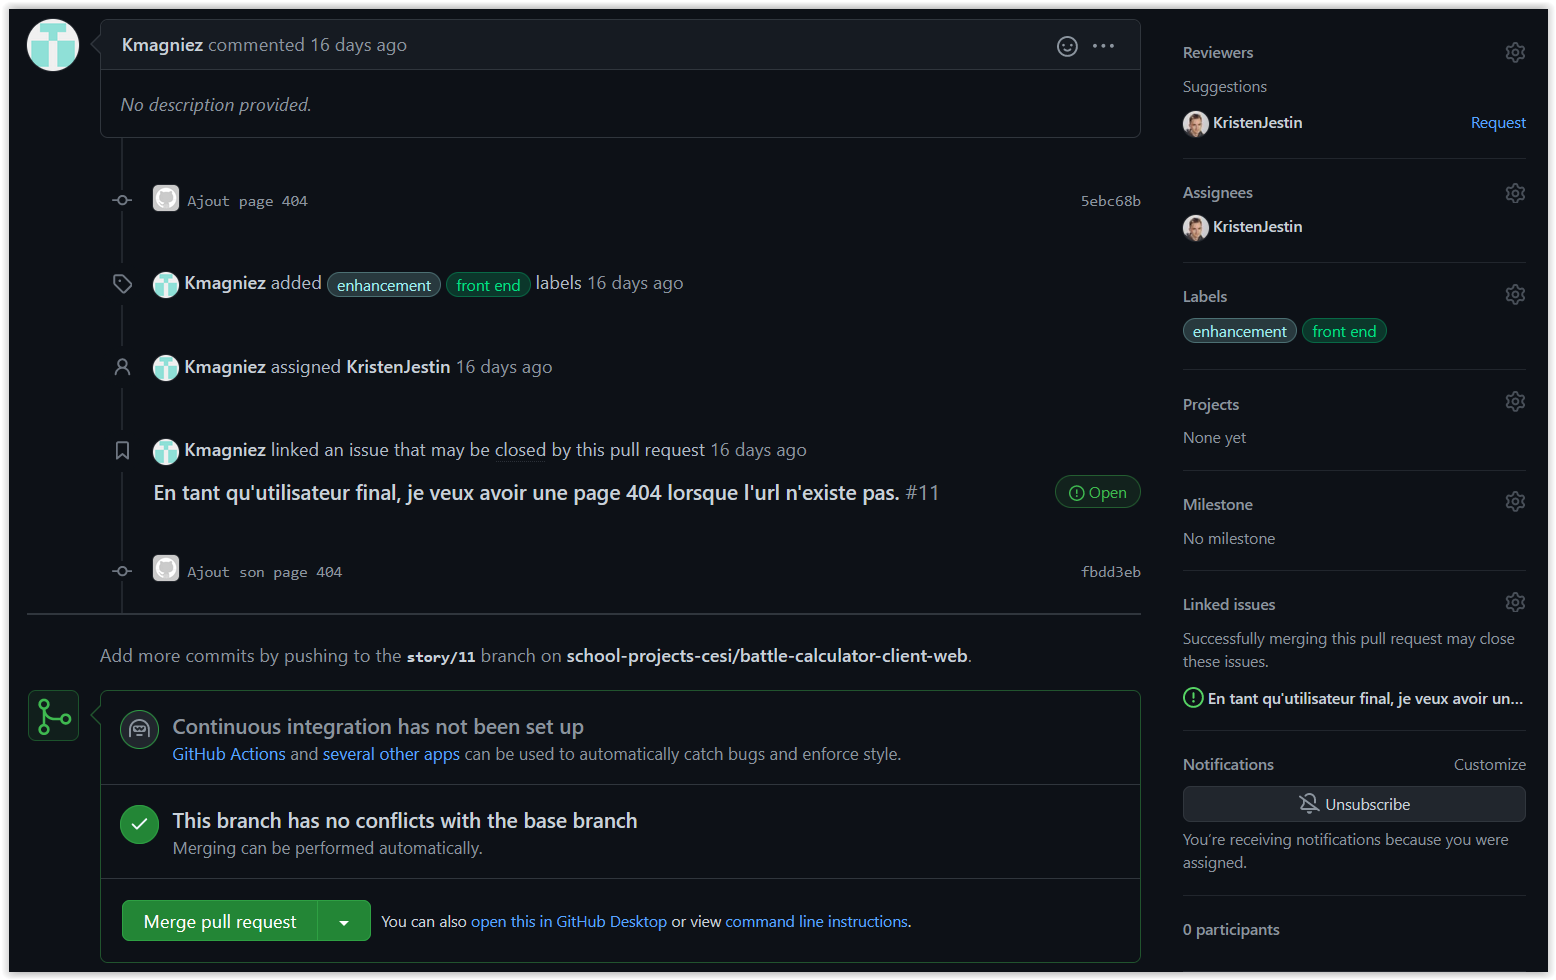 Kmagniez commented 16 days ago
No description provided.
Ajout page 404 5ebc68b
Kmagniez added enhancement front end labels 16 days ago
Kmagniez assigned KristenJestin 16 days ago
Kmagniez linked an issue that may be closed by this pull request 16 days ago
En tant qu'utilisateur final, je veux avoir une page 404 lorsque l'url n'existe pas. #11 Open
Ajout son page 404 fbdd3eb
Add more commits by pushing to the story/11 branch on school-projects-cesi/battle-calculator-client-web.
Continuous integration has not been set up
GitHub Actions and several other apps can be used to automatically catch bugs and enforce style.
This branch has no conflicts with the base branch
Merging can be performed automatically.
Merge pull request You can also open this in GitHub Desktop or view command line instructions.
Reviewers
Suggestions
KristenJestin Request
Assignees
KristenJestin
Labels
enhancement front end
Projects
None yet
Milestone
No milestone
Linked issues
Successfully merging this pull request may close
these issues.
En tant qu'utilisateur final, je veux avoir un...
Notifications Customize
Unsubscribe
You're receiving notifications because you were
assigned.
0 participants